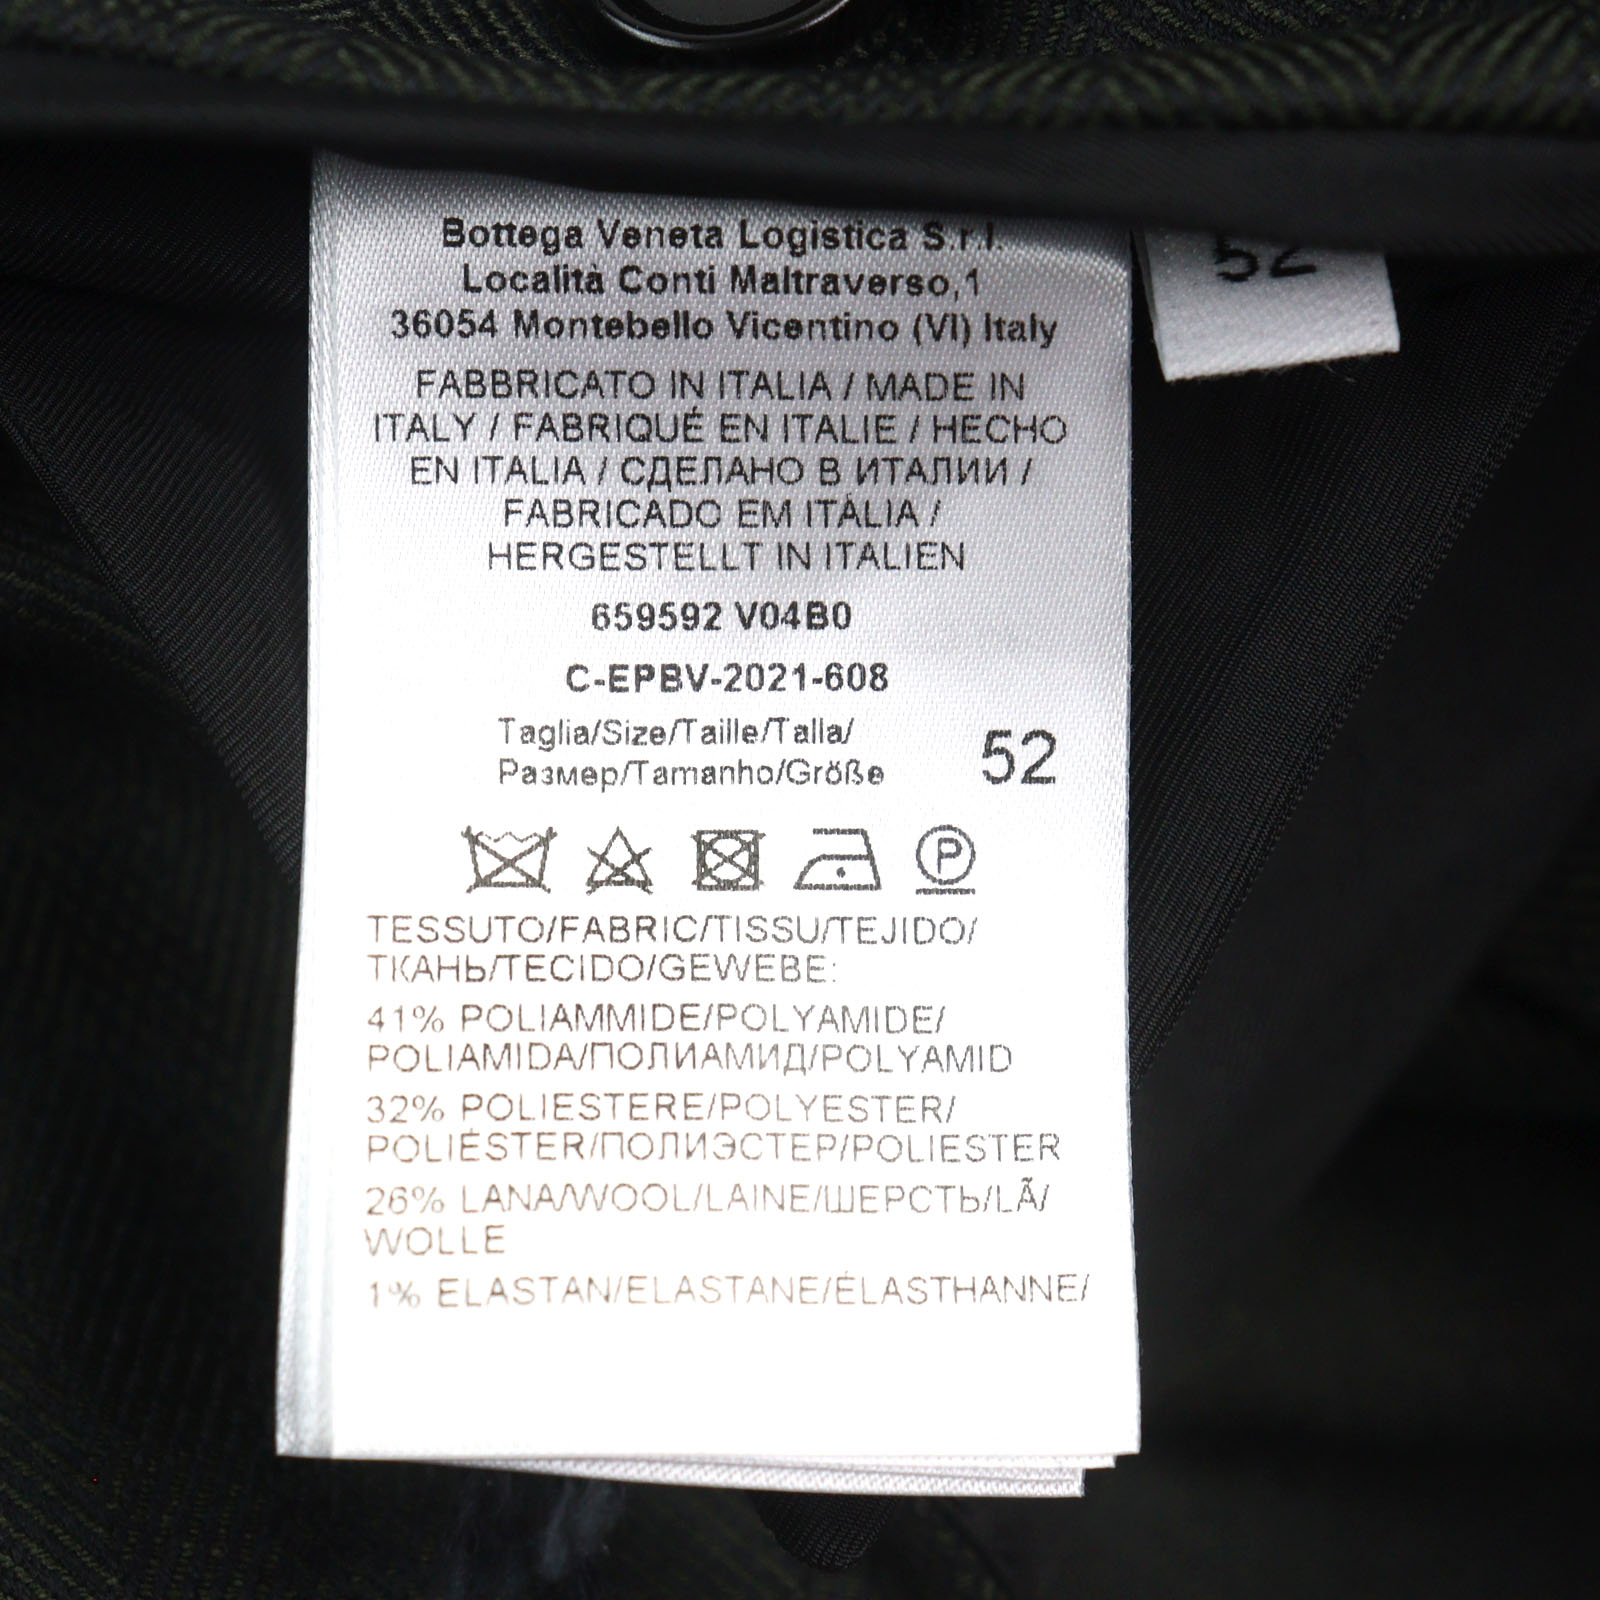 Bottega Veneta Logistica S.r.l.
Località Conti Maltraverso,1
36054 Montebello Vicentino (VI) Italy
52
FABBRICATO IN ITALIA / MADE IN
ITALY / FABRIQUÉ EN ITALIE / HECHO
EN ITALIA / СДЕЛАНО В ИТАЛИИ /
FABRICADO EM ITÁLIA /
HERGESTELLT IN ITALIEN
659592 V04B0
C-EPBV-2021-608
Taglia/Size/Taille/Talla/
Размер/Tamanho/Größe
52
P
TESSUTO/FABRIC/TISSU/TEJIDO/
ТКАНЬ/TECIDO/GEWEBE:
41% POLIAMMIDE/POLYAMIDE/
POLIAMIDA/ПОЛИАМИД/POLYAMID
32% POLIESTERE/POLYESTER/
POLIÉSTER/ПОЛИЭСТЕР/POLIESTER
26% LANA/WOOL/LAINE/ШЕРСТЬ/LÃ/
WOLLE
1% ELASTAN/ELASTANE/ÉLASTHANNE/